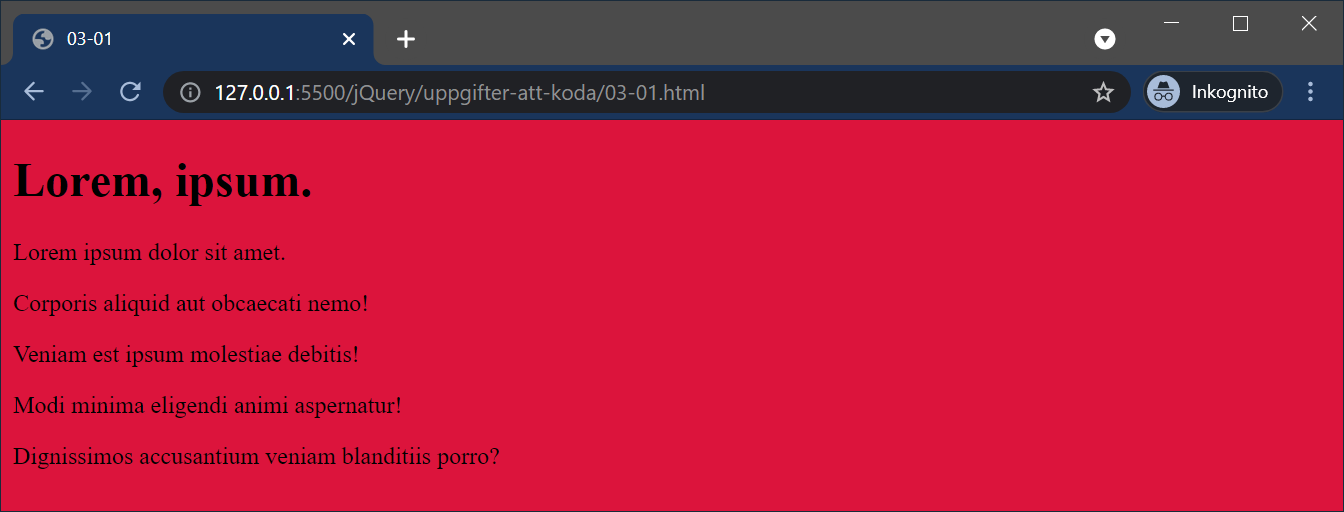 03-01
127.0.0.1:5500/jQuery/uppgifter-att-koda/03-01.html
Inkognito
Lorem, ipsum.
Lorem ipsum dolor sit amet.
Corporis aliquid aut obcaecati nemo!
Veniam est ipsum molestiae debitis!
Modi minima eligendi animi aspernatur!
Dignissimos accusantium veniam blanditiis porro?